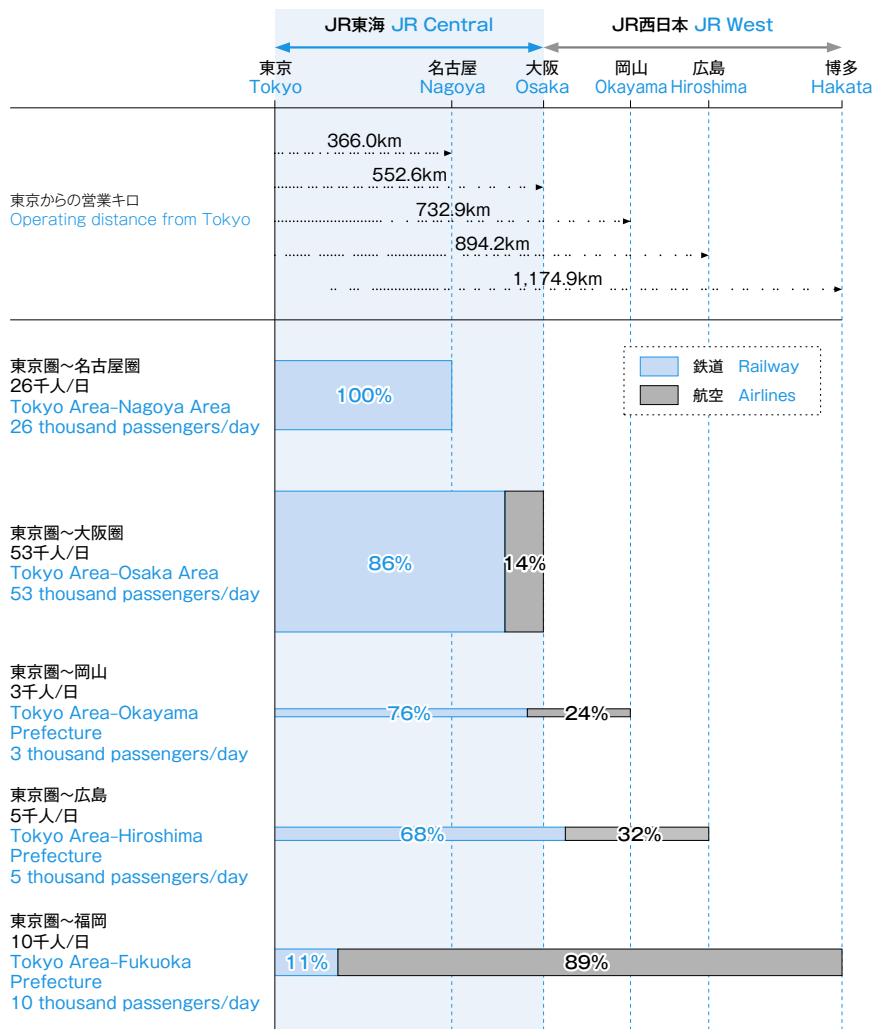 JR東海 JR Central
JR西日本 JR West
東京
Tokyo
名古屋
Nagoya
大阪
Osaka
岡山
Okayama
広島
Hiroshima
博多
Hakata
東京からの営業キロ
Operating distance from Tokyo
366.0km
552.6km
732.9km
894.2km
1,174.9km
鉄道 Railway
航空 Airlines
東京圏~名古屋圏
26千人/日
Tokyo Area–Nagoya Area
26 thousand passengers/day
100%
東京圏~大阪圏
53千人/日
Tokyo Area–Osaka Area
53 thousand passengers/day
86%
14%
東京圏~岡山
3千人/日
Tokyo Area–Okayama
Prefecture
3 thousand passengers/day
76%
24%
東京圏~広島
5千人/日
Tokyo Area–Hiroshima
Prefecture
5 thousand passengers/day
68%
32%
東京圏~福岡
10千人/日
Tokyo Area–Fukuoka
Prefecture
10 thousand passengers/day
11%
89%